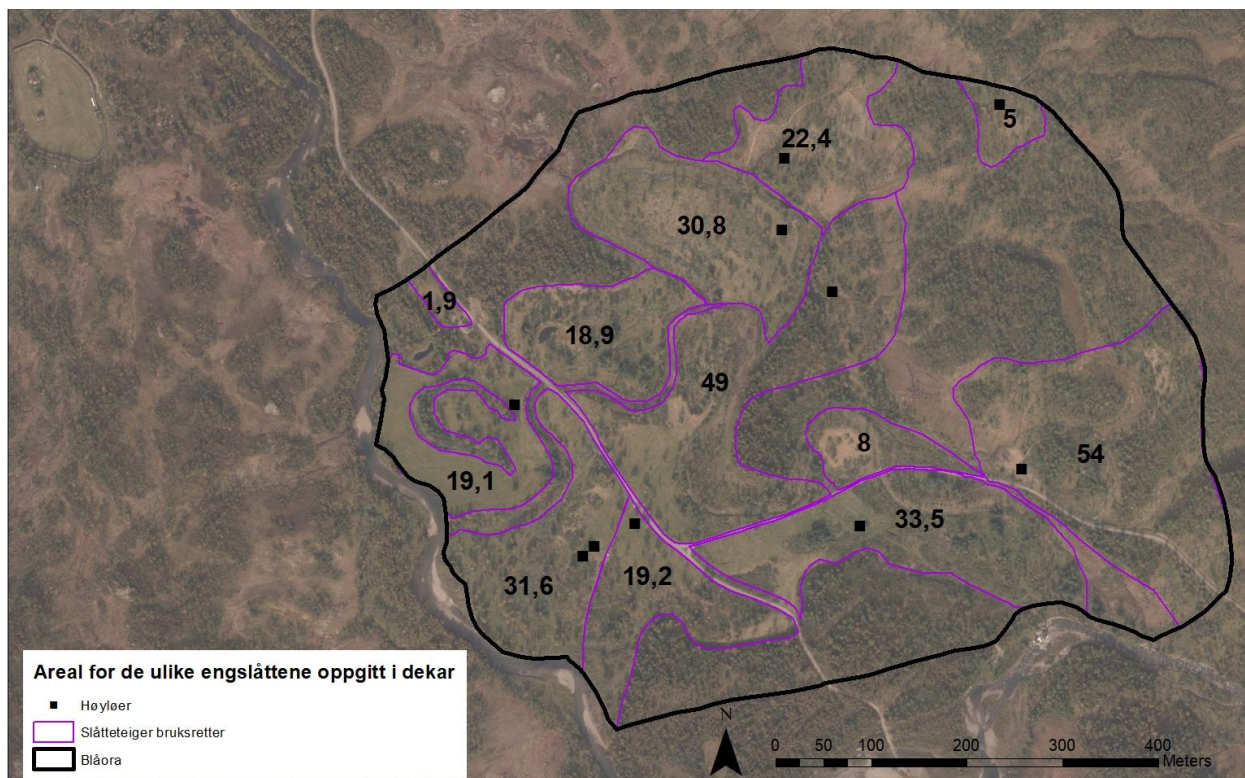 5
22,4
30,8
1,9
18,9
49
8
54
19,1
33,5
31,6
19,2
Areal for de ulike engslåttene oppgitt i dekar
Høyløer
Slåtteteiger bruksretter
Blåora
N
0 50 100 200 300 400
Meters